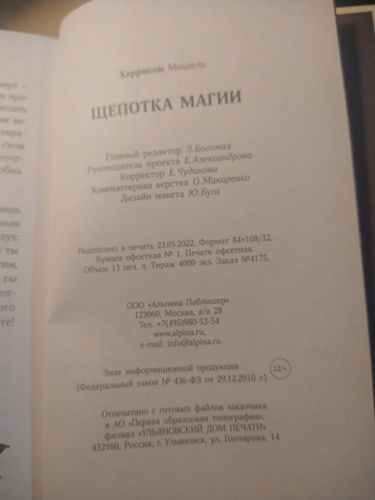 Харрисон Мишель
ЩЕПОТКА МАГИИ
Главный редактор Л.Богомаз
Руководитель проекта Е.Александрова
Корректор Е.Чудинова
Компьютерная верстка О.Макаренко
Дизайн макета Ю.Буга
Подписано в печать 23.05.2022. Формат 84×108/32.
Бумага офсетная № 1. Печать офсетная.
Объем 13 печ. л. Тираж 4000 экз. Заказ №4175.
ООО «Альпина Паблишер»
123060, Москва, а/я 28
Тел. +7(495)980-53-54
www.alpina.ru,
e-mail: info@alpina.ru
Знак информационной продукции
(Федеральный закон № 436-ФЗ от 29.12.2010 г.)
12+
Отпечатано с готовых файлов заказчика
в АО «Первая Образцовая типография»,
филиал «УЛЬЯНОВСКИЙ ДОМ ПЕЧАТИ»
432980, Россия, г. Ульяновск, ул. Гончарова, 14